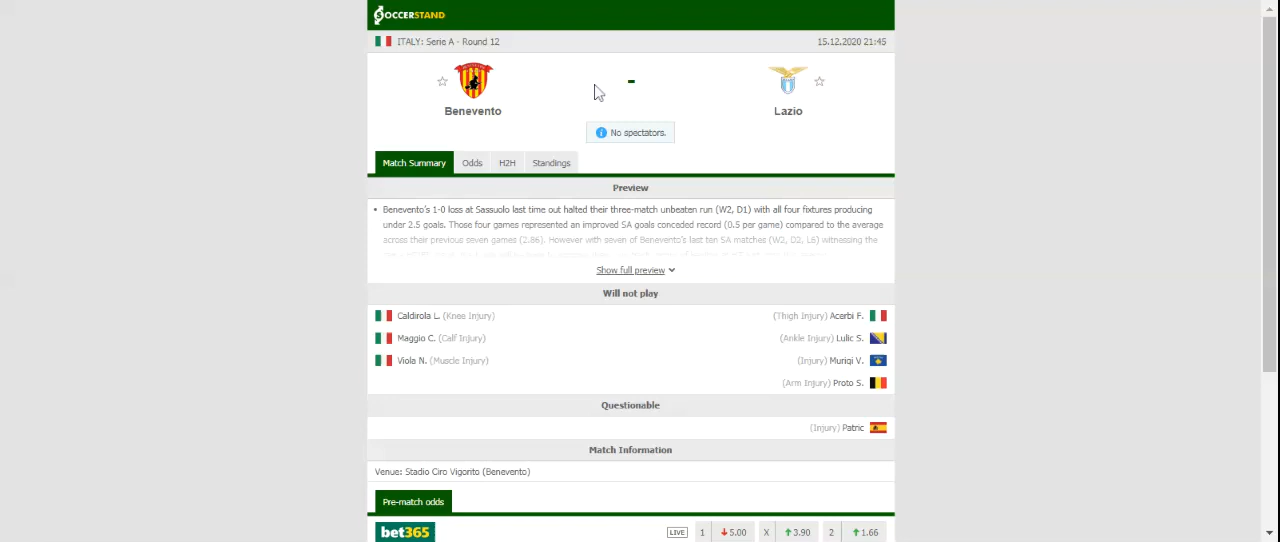 SOCCERSTAND
ITALY: Serie A - Round 12 15.12.2020 21:45
-
Benevento Lazio
No spectators.
Match Summary Odds H2H Standings
Preview
• Benevento's 1-0 loss at Sassuolo last time out halted their three-match unbeaten run (W2, D1) with all four fixtures producing
under 2.5 goals. Those four games represented an improved SA goals conceded record (0.5 per game) compared to the average
across their previous seven games (2.86). However with seven of Benevento's last ten SA matches (W2, D2, L6) witnessing the
Show full preview
Will not play
Caldirola L. (Knee Injury) (Thigh Injury) Acerbi F.
Maggio C. (Calf Injury) (Ankle Injury) Lulic S.
Viola N. (Muscle Injury) (Injury) Muriqi V.
(Arm Injury) Proto S.
Questionable
(Injury) Patric
Match Information
Venue: Stadio Ciro Vigorito (Benevento)
Pre-match odds
bet365 LIVE 1 5.00 X 3.90 2 1.66